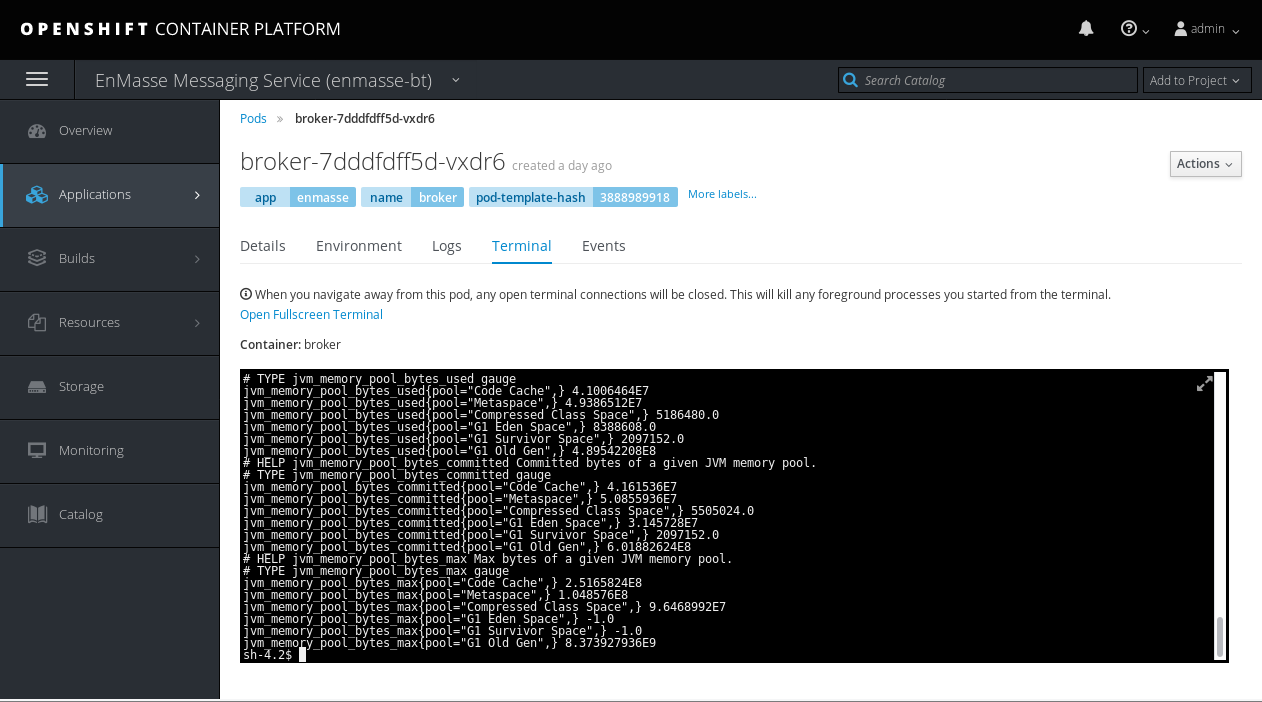 OPENSHIFT CONTAINER PLATFORM
admin
EnMasse Messaging Service (enmasse-bt)
Search Catalog
Add to Project
Overview
Applications
Builds
Resources
Storage
Monitoring
Catalog
Pods » broker-7dddfdff5d-vxdr6
broker-7dddfdff5d-vxdr6 created a day ago
Actions
app enmasse name broker pod-template-hash 3888989918 More labels...
Details Environment Logs Terminal Events
When you navigate away from this pod, any open terminal connections will be closed. This will kill any foreground processes you started from the terminal.
Open Fullscreen Terminal
Container: broker
# TYPE jvm_memory_pool_bytes_used gauge
jvm_memory_pool_bytes_used{pool="Code Cache",} 4.1006464E7
jvm_memory_pool_bytes_used{pool="Metaspace",} 4.9386512E7
jvm_memory_pool_bytes_used{pool="Compressed Class Space",} 5186480.0
jvm_memory_pool_bytes_used{pool="G1 Eden Space",} 8388608.0
jvm_memory_pool_bytes_used{pool="G1 Survivor Space",} 2097152.0
jvm_memory_pool_bytes_used{pool="G1 Old Gen",} 4.89542208E8
# HELP jvm_memory_pool_bytes_committed Committed bytes of a given JVM memory pool.
# TYPE jvm_memory_pool_bytes_committed gauge
jvm_memory_pool_bytes_committed{pool="Code Cache",} 4.161536E7
jvm_memory_pool_bytes_committed{pool="Metaspace",} 5.0855936E7
jvm_memory_pool_bytes_committed{pool="Compressed Class Space",} 5505024.0
jvm_memory_pool_bytes_committed{pool="G1 Eden Space",} 3.145728E7
jvm_memory_pool_bytes_committed{pool="G1 Survivor Space",} 2097152.0
jvm_memory_pool_bytes_committed{pool="G1 Old Gen",} 6.01882624E8
# HELP jvm_memory_pool_bytes_max Max bytes of a given JVM memory pool.
# TYPE jvm_memory_pool_bytes_max gauge
jvm_memory_pool_bytes_max{pool="Code Cache",} 2.5165824E8
jvm_memory_pool_bytes_max{pool="Metaspace",} 1.048576E8
jvm_memory_pool_bytes_max{pool="Compressed Class Space",} 9.6468992E7
jvm_memory_pool_bytes_max{pool="G1 Eden Space",} -1.0
jvm_memory_pool_bytes_max{pool="G1 Survivor Space",} -1.0
jvm_memory_pool_bytes_max{pool="G1 Old Gen",} 8.373927936E9
sh-4.2$